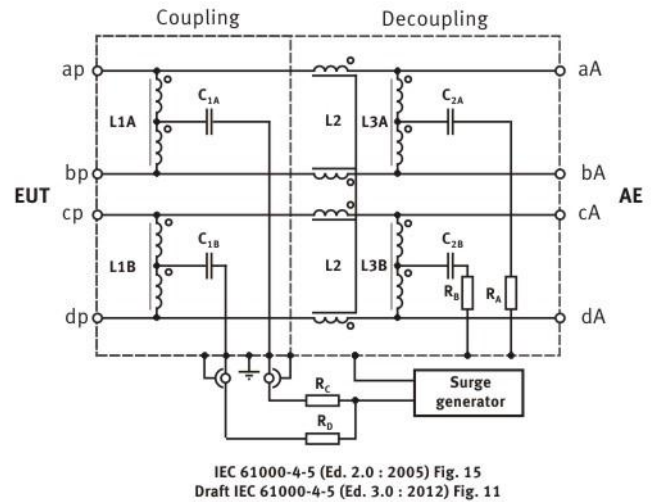 Coupling Decoupling
ap aA
C1A C2A
L1A L2 L3A
bp bA
EUT AE
cp cA
C1B C2B
L1B L2 L3B
RB RA
dp dA
RC
Surge
generator
RD
IEC 61000-4-5 (Ed. 2.0 : 2005) Fig. 15
Draft IEC 61000-4-5 (Ed. 3.0 : 2012) Fig. 11